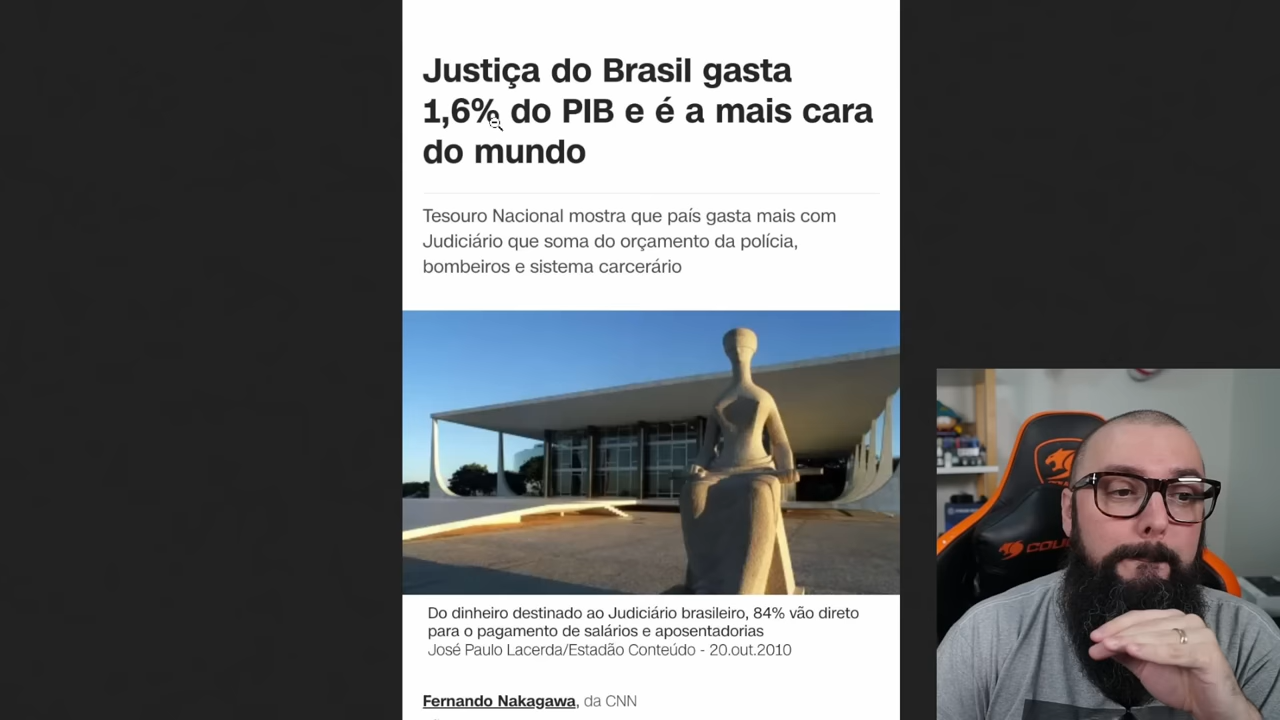 Justiça do Brasil gasta
1,6% do PIB e é a mais cara
do mundo
Tesouro Nacional mostra que país gasta mais com
Judiciário que soma do orçamento da polícia,
bombeiros e sistema carcerário
Do dinheiro destinado ao Judiciário brasileiro, 84% vão direto
para o pagamento de salários e aposentadorias
José Paulo Lacerda/Estadão Conteúdo - 20.out.2010
Fernando Nakagawa, da CNN